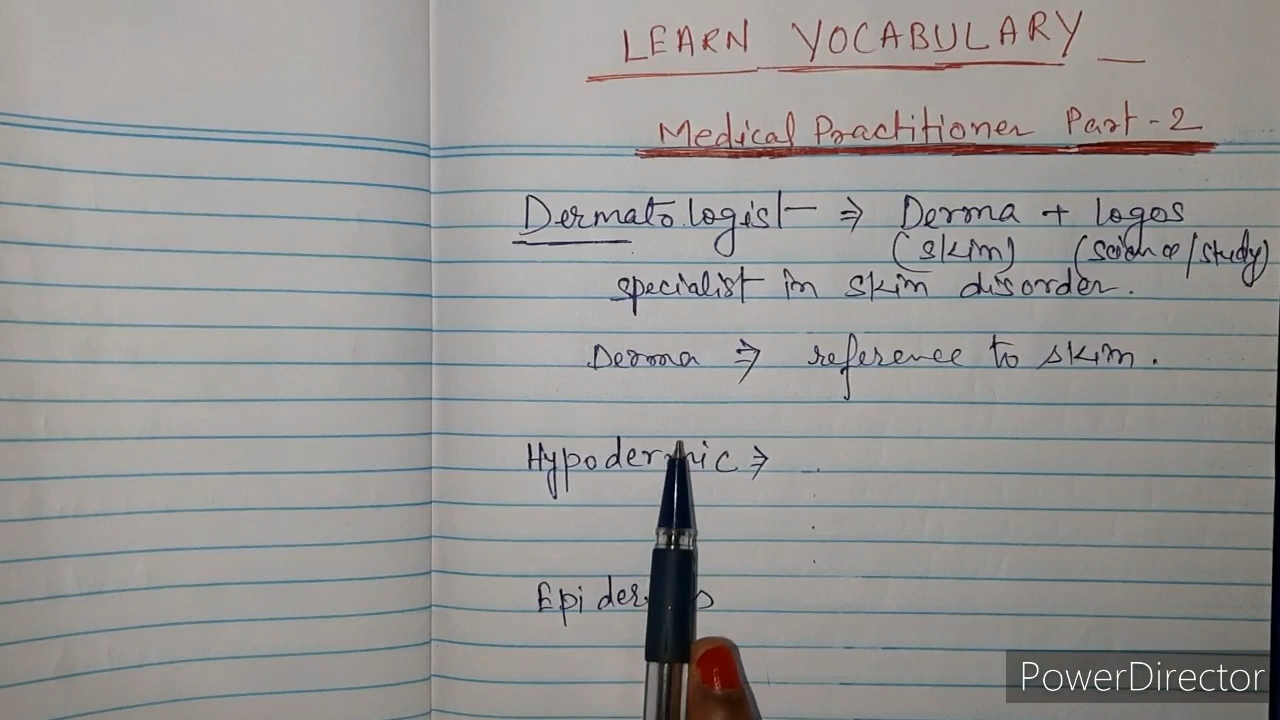 LEARN VOCABULARY
Medical Practitioner Part-2
Dermatologist ⇒ Derma + logos
(skin) (science/study)
specialist in skin disorder.
Derma ⇒ reference to skin.
Hypodermic ⇒
PowerDirector